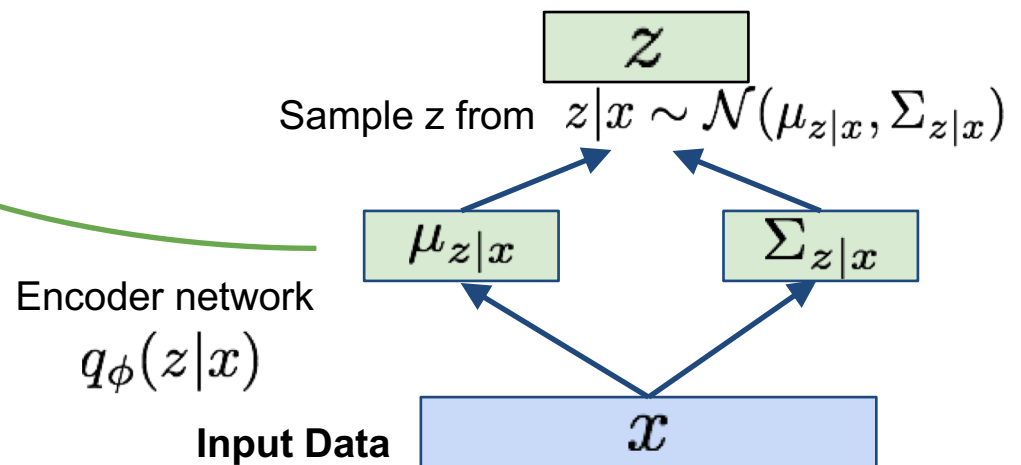 z
Sample z from z|x ∼ 𝒩(μ_{z|x}, Σ_{z|x})
μ_{z|x} Σ_{z|x}
Encoder network
q_ϕ(z|x)
Input Data x